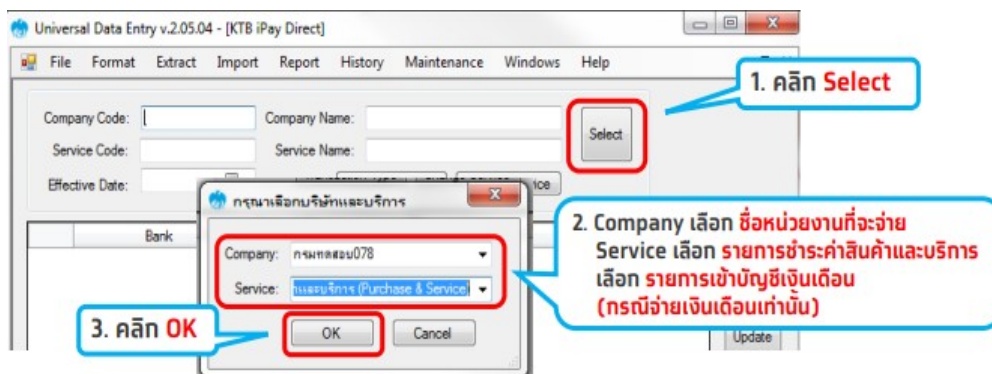 Universal Data Entry v.2.05.04 - [KTB iPay Direct]
File Format Extract Import Report History Maintenance Windows Help
1. คลิก Select
Company Code: Company Name:
Select
Service Code: Service Name:
Effective Date:
กรุณาเลือกบริษัทและบริการ
Bank
Company: กรมทดสอบ078
Service: านและบริการ (Purchase & Service)
2. Company เลือก ชื่อหน่วยงานที่จะจ่าย
Service เลือก รายการชำระค่าสินค้าและบริการ
เลือก รายการเข้าบัญชีเงินเดือน
(กรณีจ่ายเงินเดือนเท่านั้น)
3. คลิก OK
OK Cancel
Update